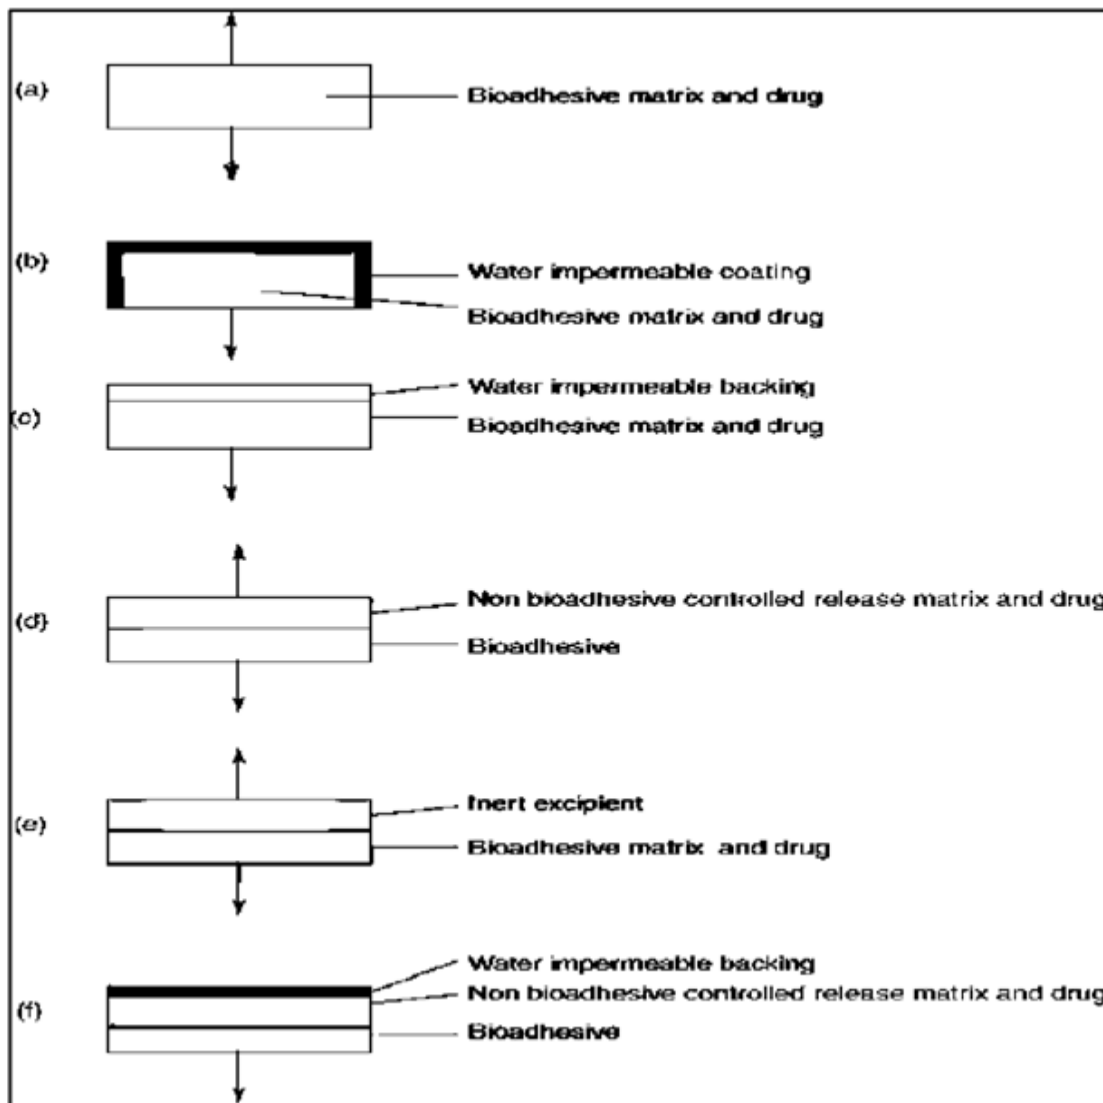 (a)
Bioadhesive matrix and drug
(b)
Water impermeable coating
Bioadhesive matrix and drug
Water impermeable backing
(c)
Bioadhesive matrix and drug
Non bioadhesive controlled release matrix and drug
(d)
Bioadhesive
Inert excipient
(e)
Bioadhesive matrix and drug
Water impermeable backing
Non bioadhesive controlled release matrix and drug
(f)
Bioadhesive